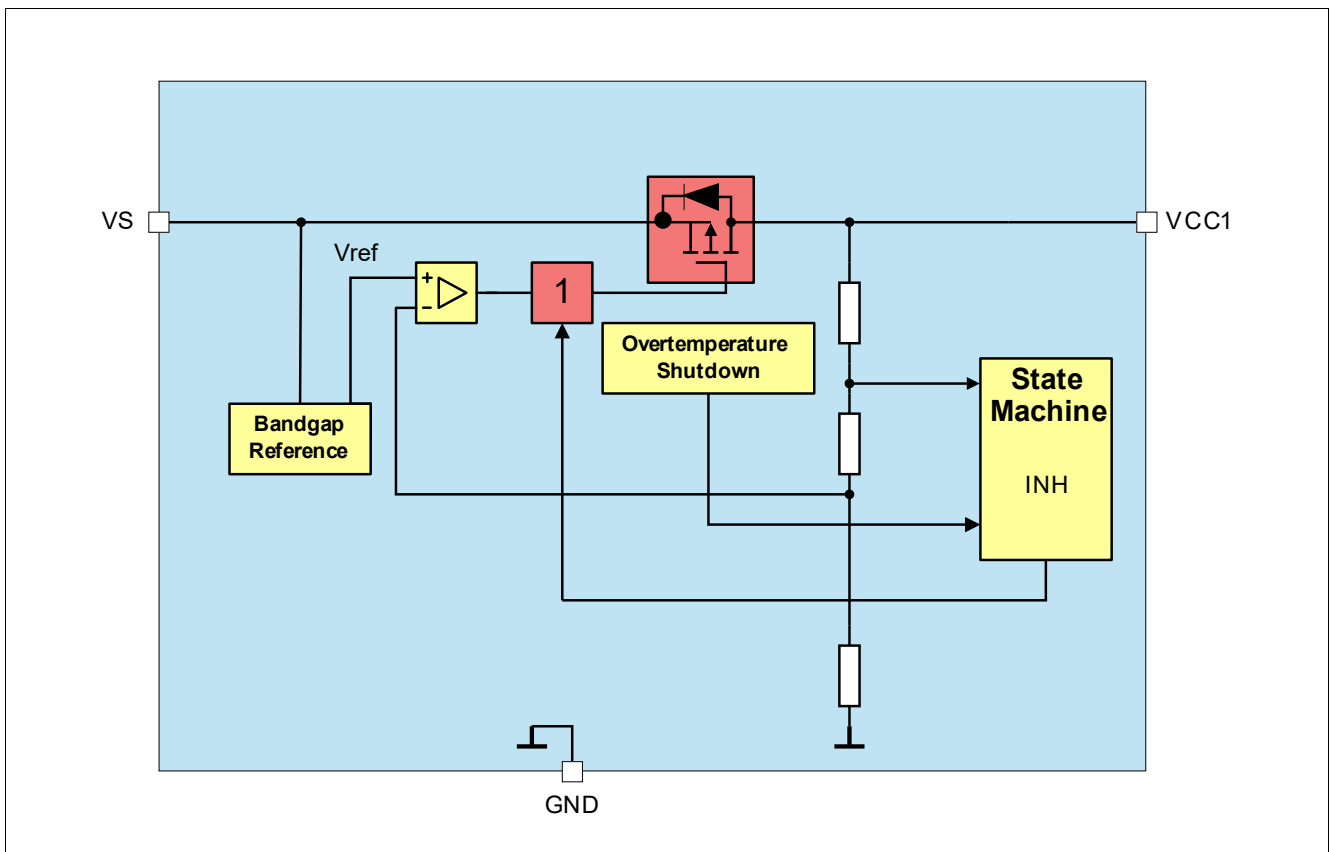 VS
VCC1
Vref
+
-
1
Overtemperature
Shutdown
State
Machine
INH
Bandgap
Reference
GND